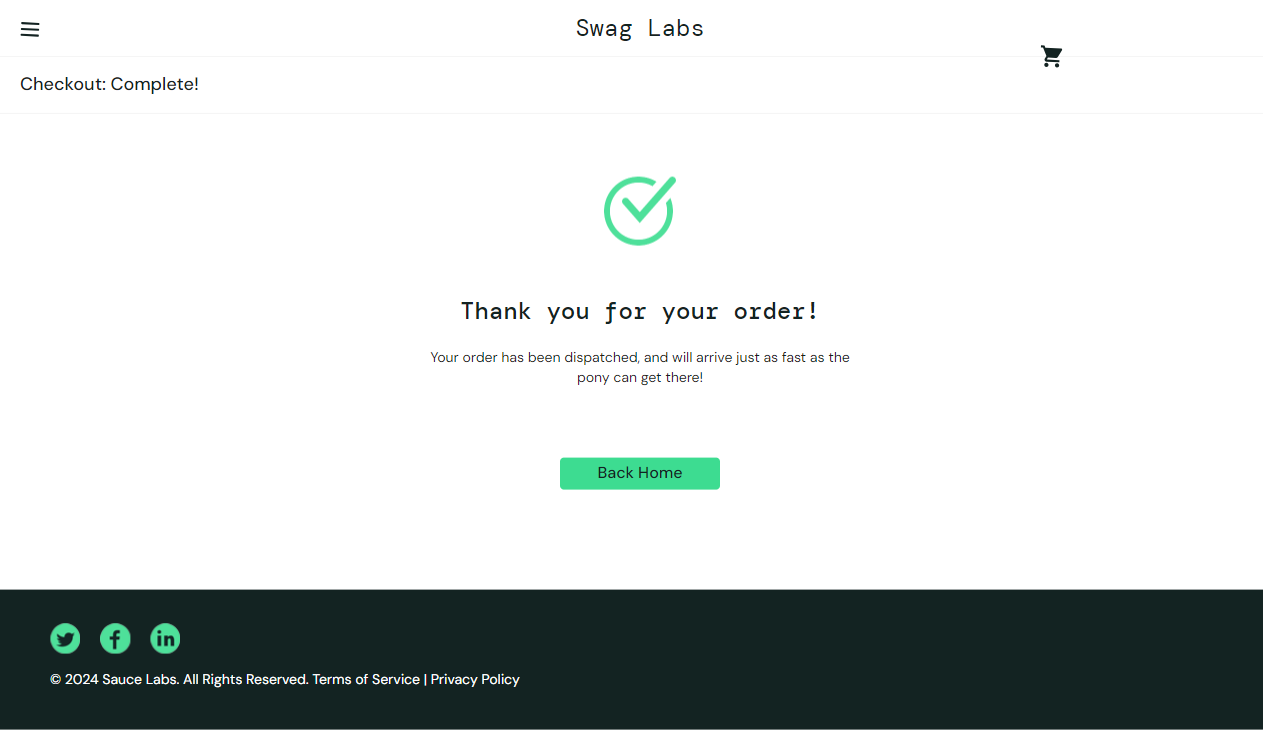 Swag Labs
Checkout: Complete!
Thank you for your order!
Your order has been dispatched, and will arrive just as fast as the
pony can get there!
Back Home
© 2024 Sauce Labs. All Rights Reserved. Terms of Service | Privacy Policy